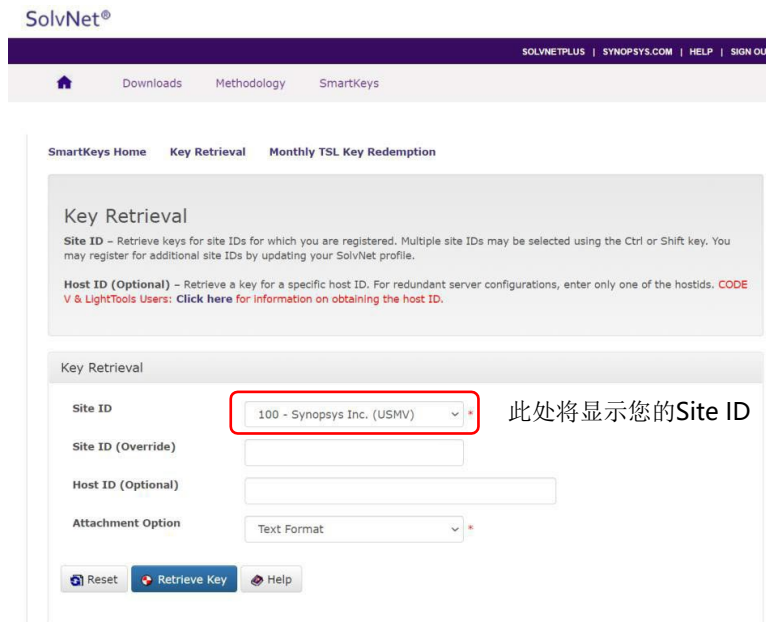 SolvNet®
SOLVNETPLUS | SYNOPSYS.COM | HELP | SIGN OU
Downloads Methodology SmartKeys
SmartKeys Home Key Retrieval Monthly TSL Key Redemption
Key Retrieval
Site ID – Retrieve keys for site IDs for which you are registered. Multiple site IDs may be selected using the Ctrl or Shift key. You
may register for additional site IDs by updating your SolvNet profile.
Host ID (Optional) – Retrieve a key for a specific host ID. For redundant server configurations, enter only one of the hostids. CODE
V & LightTools Users: Click here for information on obtaining the host ID.
Key Retrieval
Site ID 100 - Synopsys Inc. (USMV) * 此处将显示您的Site ID
Site ID (Override)
Host ID (Optional)
Attachment Option Text Format *
Reset Retrieve Key Help